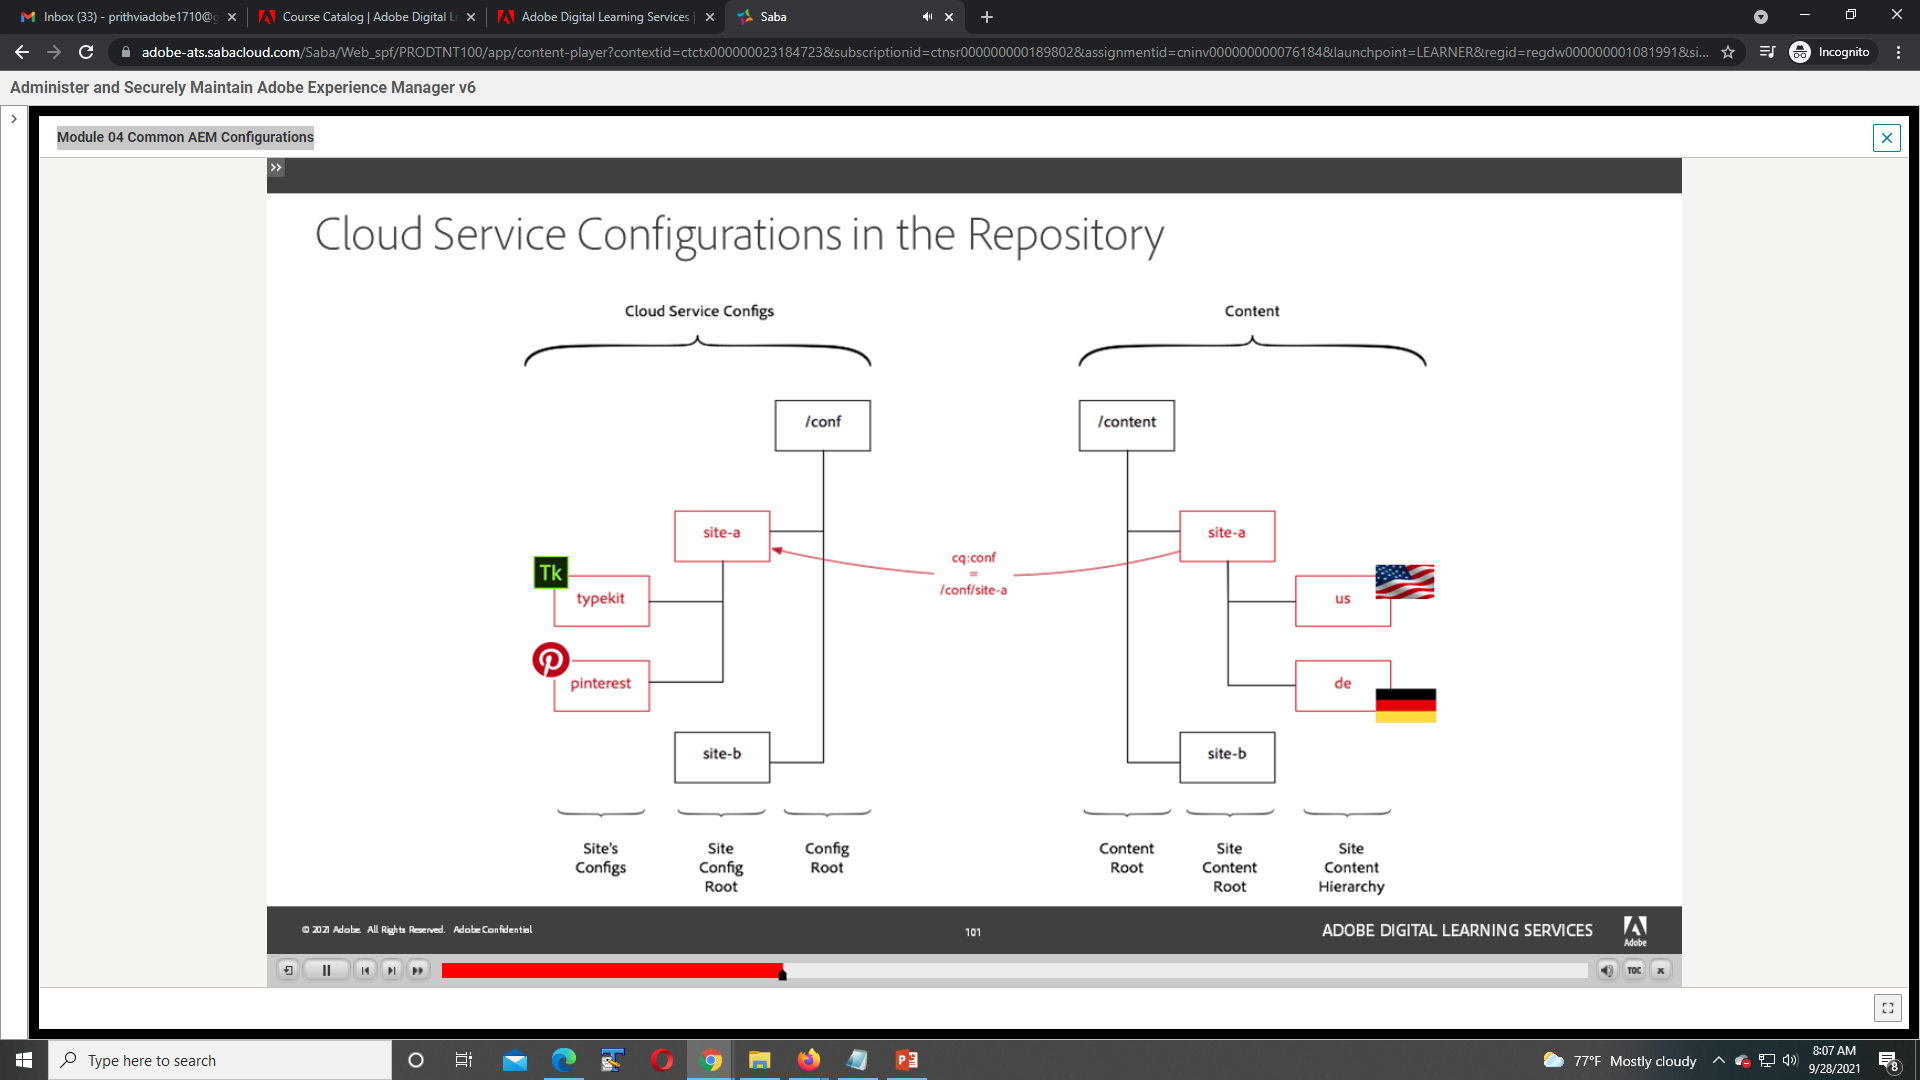 Inbox (33) - prithviadobe1710@g
Course Catalog | Adobe Digital L
Adobe Digital Learning Services |
Saba
adobe-ats.sabacloud.com/Saba/Web_spf/PRODTNT100/app/content-player?contextid=ctctx000000023184723&subscriptionid=ctnsr0000000000189802&assignmentid=cninv000000000076184&launchpoint=LEARNER&regid=regdw000000001081991&si...
Incognito
Administer and Securely Maintain Adobe Experience Manager v6
Module 04 Common AEM Configurations
Cloud Service Configurations in the Repository
Cloud Service Configs
Content
/conf
/content
site-a
site-a
cq:conf
=
/conf/site-a
Tk
typekit
us
pinterest
de
site-b
site-b
Site's
Configs
Site
Config
Root
Config
Root
Content
Root
Site
Content
Root
Site
Content
Hierarchy
© 2021 Adobe. All Rights Reserved. Adobe Confidential.
101
ADOBE DIGITAL LEARNING SERVICES
Adobe
TOC
Type here to search
77°F Mostly cloudy
8:07 AM
9/28/2021
8